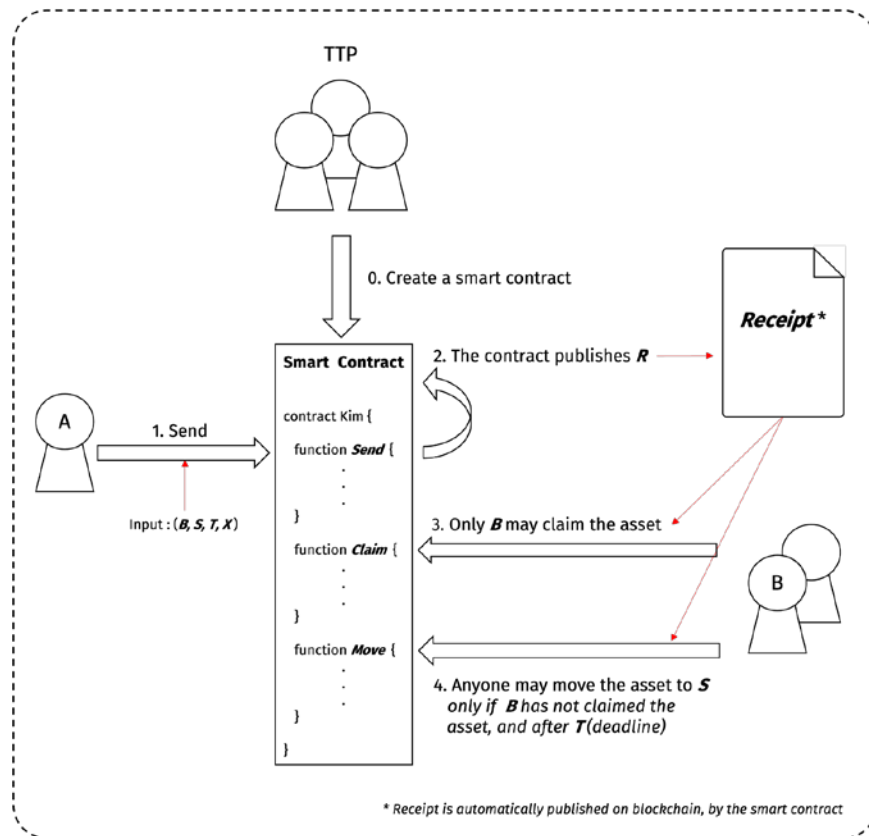 TTP
0. Create a smart contract
Receipt*
Smart Contract
2. The contract publishes R
contract Kim {
A
1. Send
function Send {
.
.
.
.
Input : (B, S, T, X)
}
3. Only B may claim the asset
function Claim {
.
.
.
.
B
}
function Move {
.
.
.
.
4. Anyone may move the asset to S
only if B has not claimed the
asset, and after T(deadline)
}
}
* Receipt is automatically published on blockchain, by the smart contract